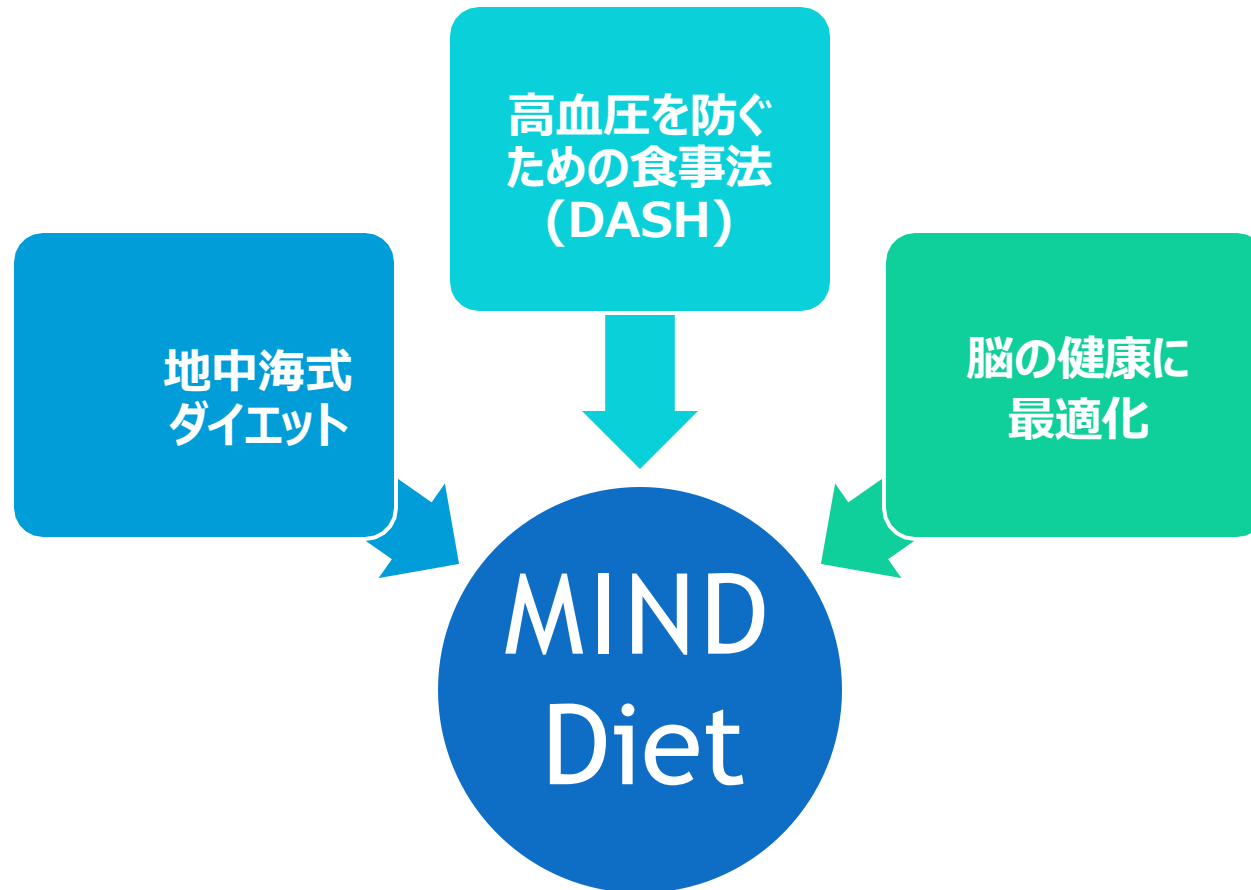 高血圧を防ぐ
ための食事法
(DASH)
地中海式
ダイエット
脳の健康に
最適化
MIND
Diet